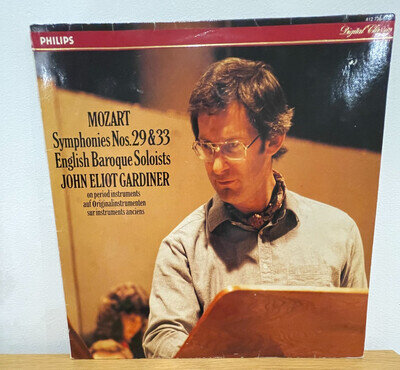 PHILIPS
Digital Classics
MOZART
Symphonies Nos.29 & 33
English Baroque Soloists
JOHN ELIOT GARDINER
on period instruments
auf Originalinstrumenten
sur instruments anciens